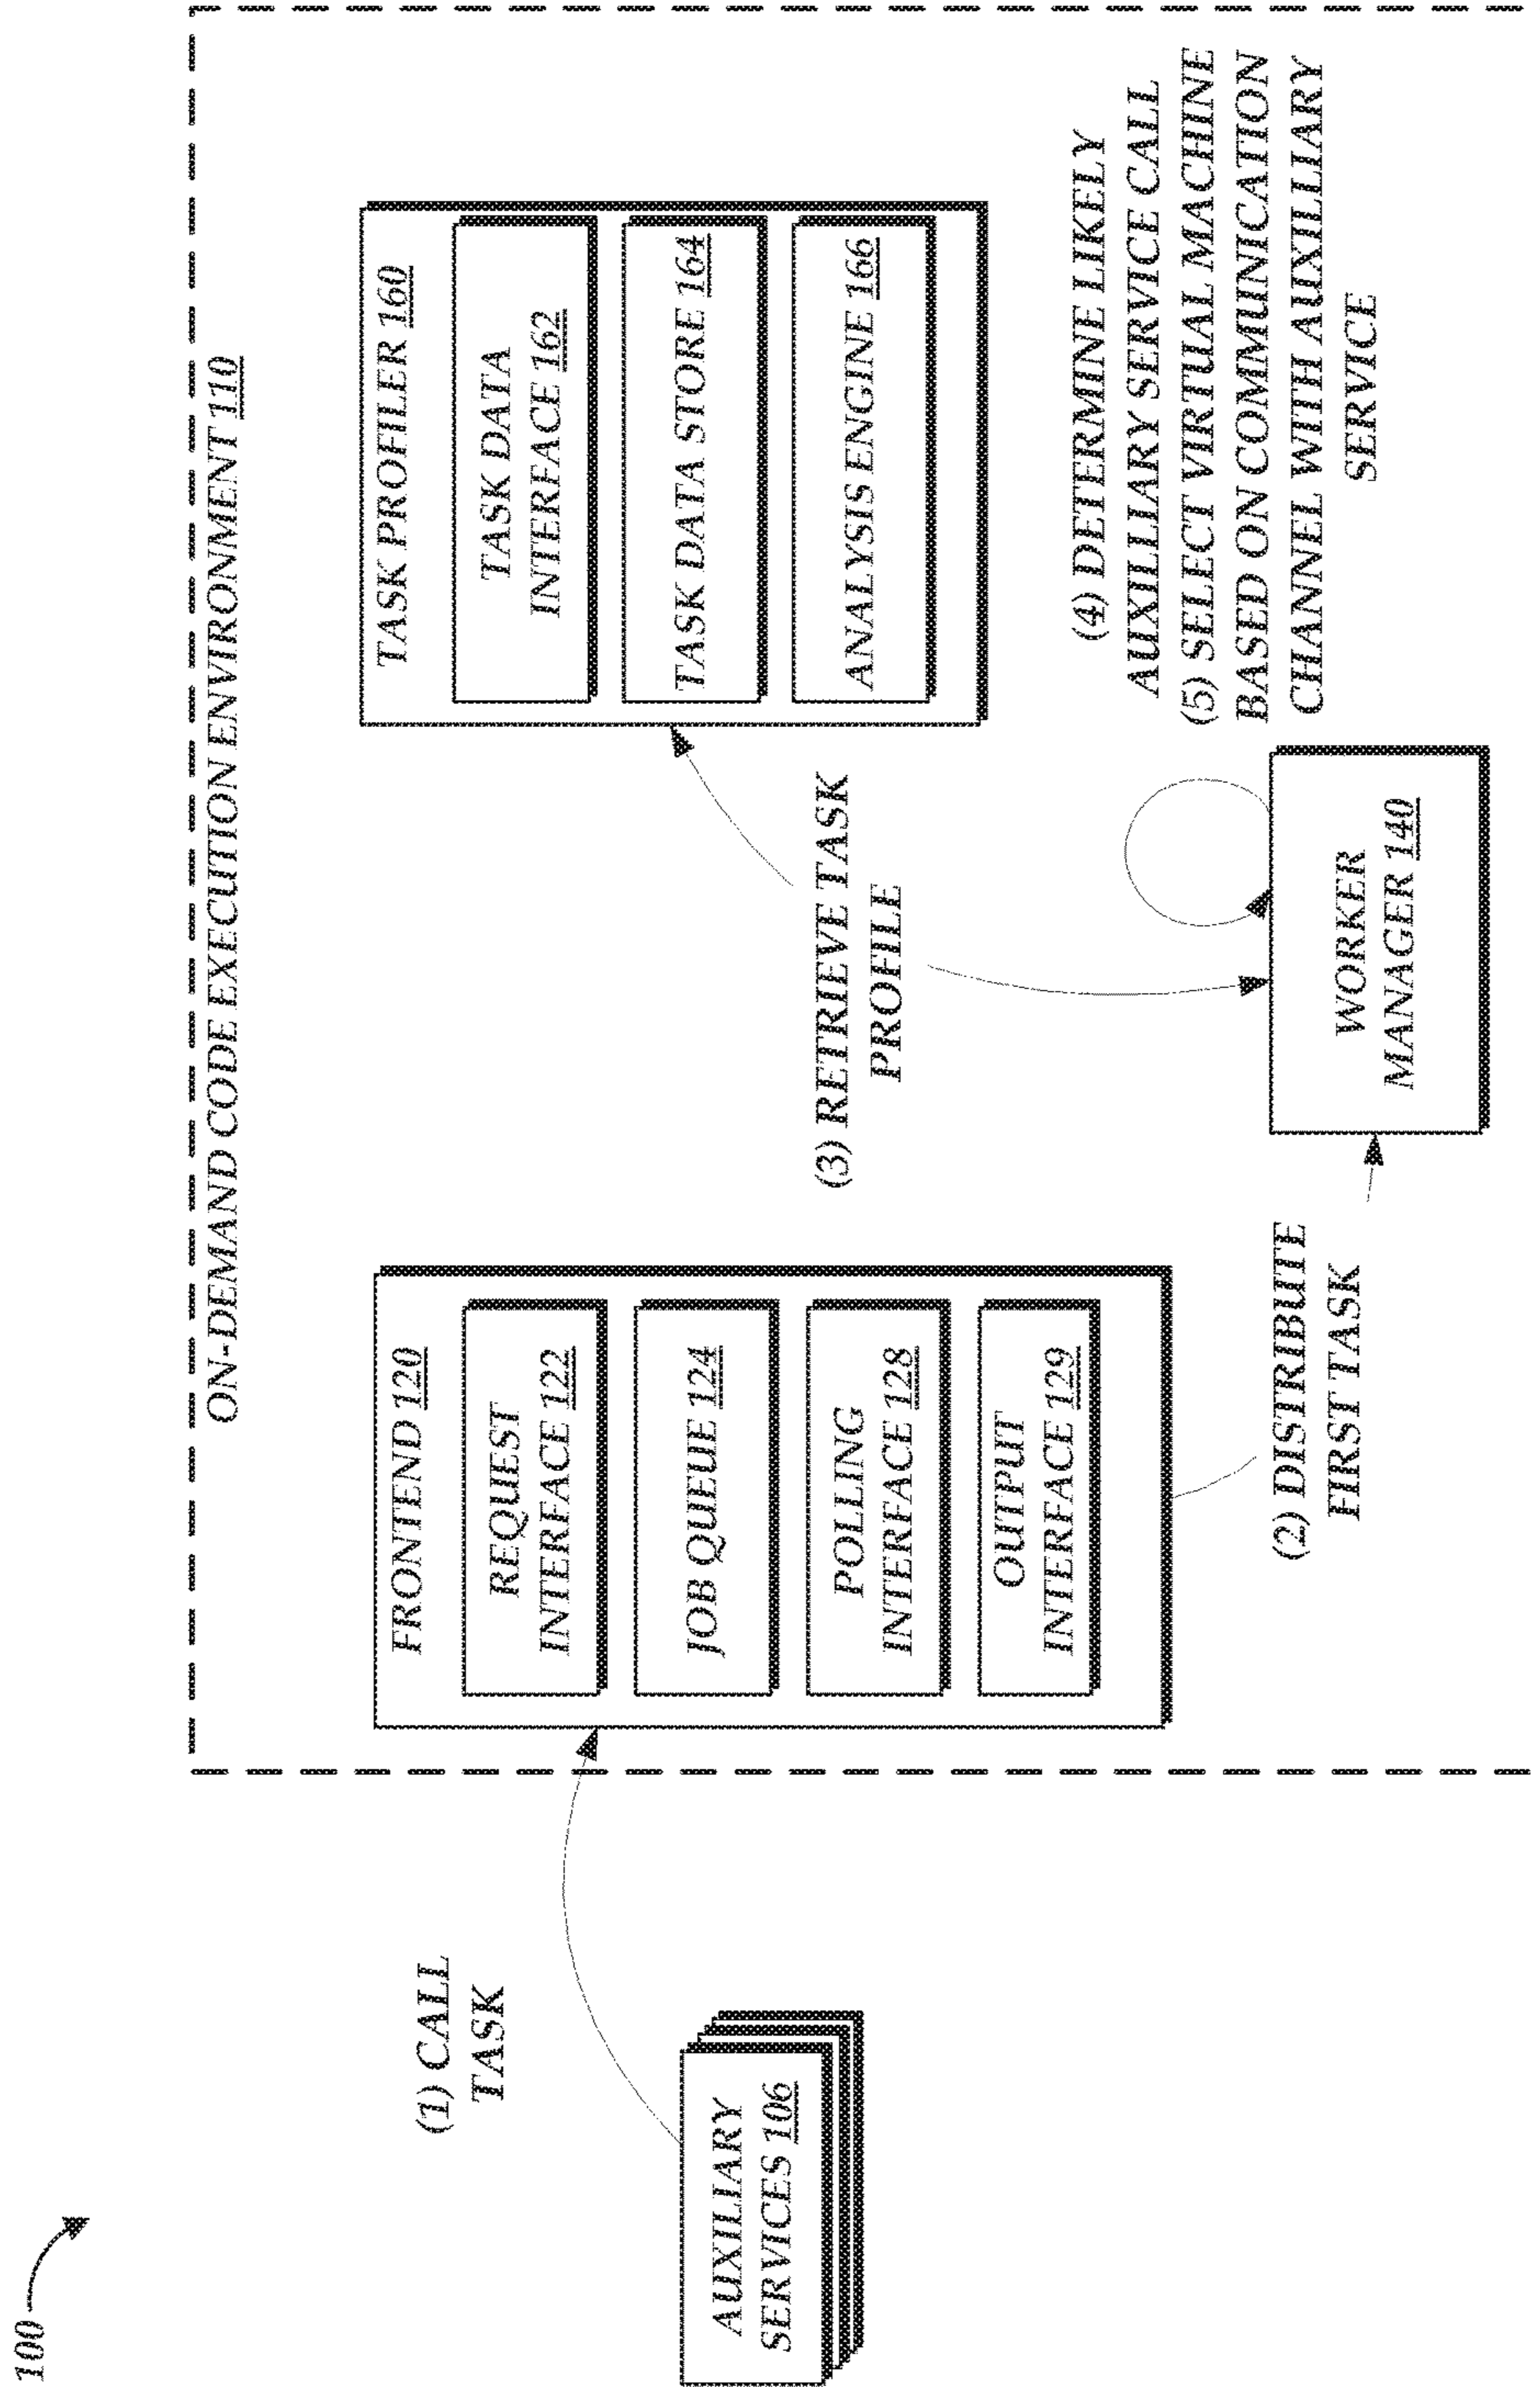 100
ON-DEMAND CODE EXECUTION ENVIRONMENT 110
(1) CALL
TASK
AUXILIARY
SERVICES 106
FRONTEND 120
REQUEST
INTERFACE 122
JOB QUEUE 124
POLLING
INTERFACE 128
OUTPUT
INTERFACE 129
(2) DISTRIBUTE
FIRST TASK
(3) RETRIEVE TASK
PROFILE
TASK PROFILER 160
TASK DATA
INTERFACE 162
TASK DATA STORE 164
ANALYSIS ENGINE 166
WORKER
MANAGER 140
(4) DETERMINE LIKELY
AUXILLIARY SERVICE CALL
(5) SELECT VIRTUAL MACHINE
BASED ON COMMUNICATION
CHANNEL WITH AUXILLIARY
SERVICE